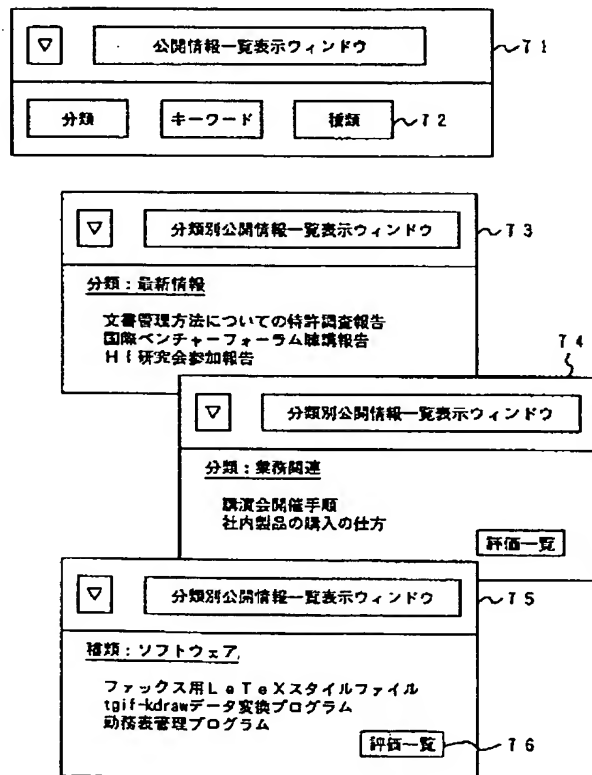 ▽ 公開情報一覧表示ウィンドウ
71
分類 キーワード 種類
72
▽ 分類別公開情報一覧表示ウィンドウ
73
分類：最新情報
文書管理方法についての特許調査報告
国際ベンチャーフォーラム聴講報告
HI研究会参加報告
74
▽ 分類別公開情報一覧表示ウィンドウ
分類：業務関連
講演会開催手順
社内製品の購入の仕方
評価一覧
▽ 分類別公開情報一覧表示ウィンドウ
75
種類：ソフトウェア
ファックス用LaTeXスタイルファイル
tgif-kdrawデータ変換プログラム
勤務表管理プログラム
評価一覧
76